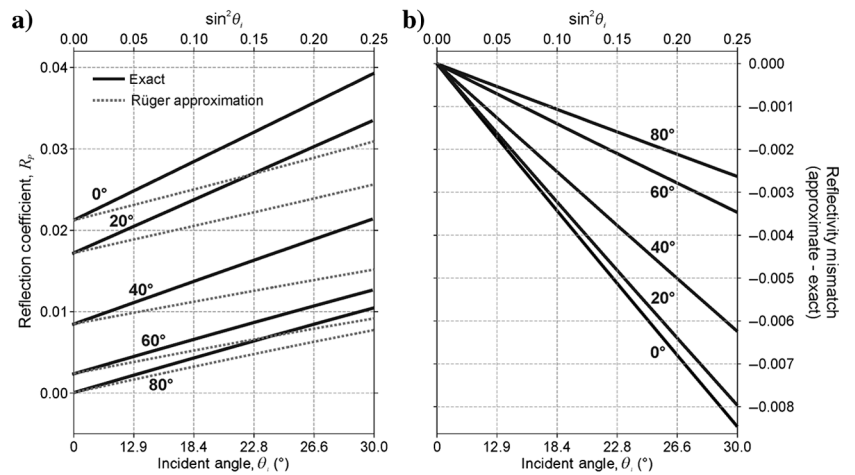 a)
sin²θᵢ
0.00 0.05 0.10 0.15 0.20 0.25
0.04
0.03
0.02
0.01
0.00
Reflection coefficient, Rₚ
Exact
Rüger approximation
0°
20°
40°
60°
80°
0.0 12.9 18.4 22.8 26.6 30.0
Incident angle, θᵢ (°)
b)
sin²θᵢ
0.00 0.05 0.10 0.15 0.20 0.25
80°
60°
40°
20°
0°
0.000
−0.001
−0.002
−0.003
−0.004
−0.005
−0.006
−0.007
−0.008
Reflectivity mismatch
(approximate - exact)
0.00 12.9 18.4 22.8 26.6 30.0
Incident angle, θᵢ (°)